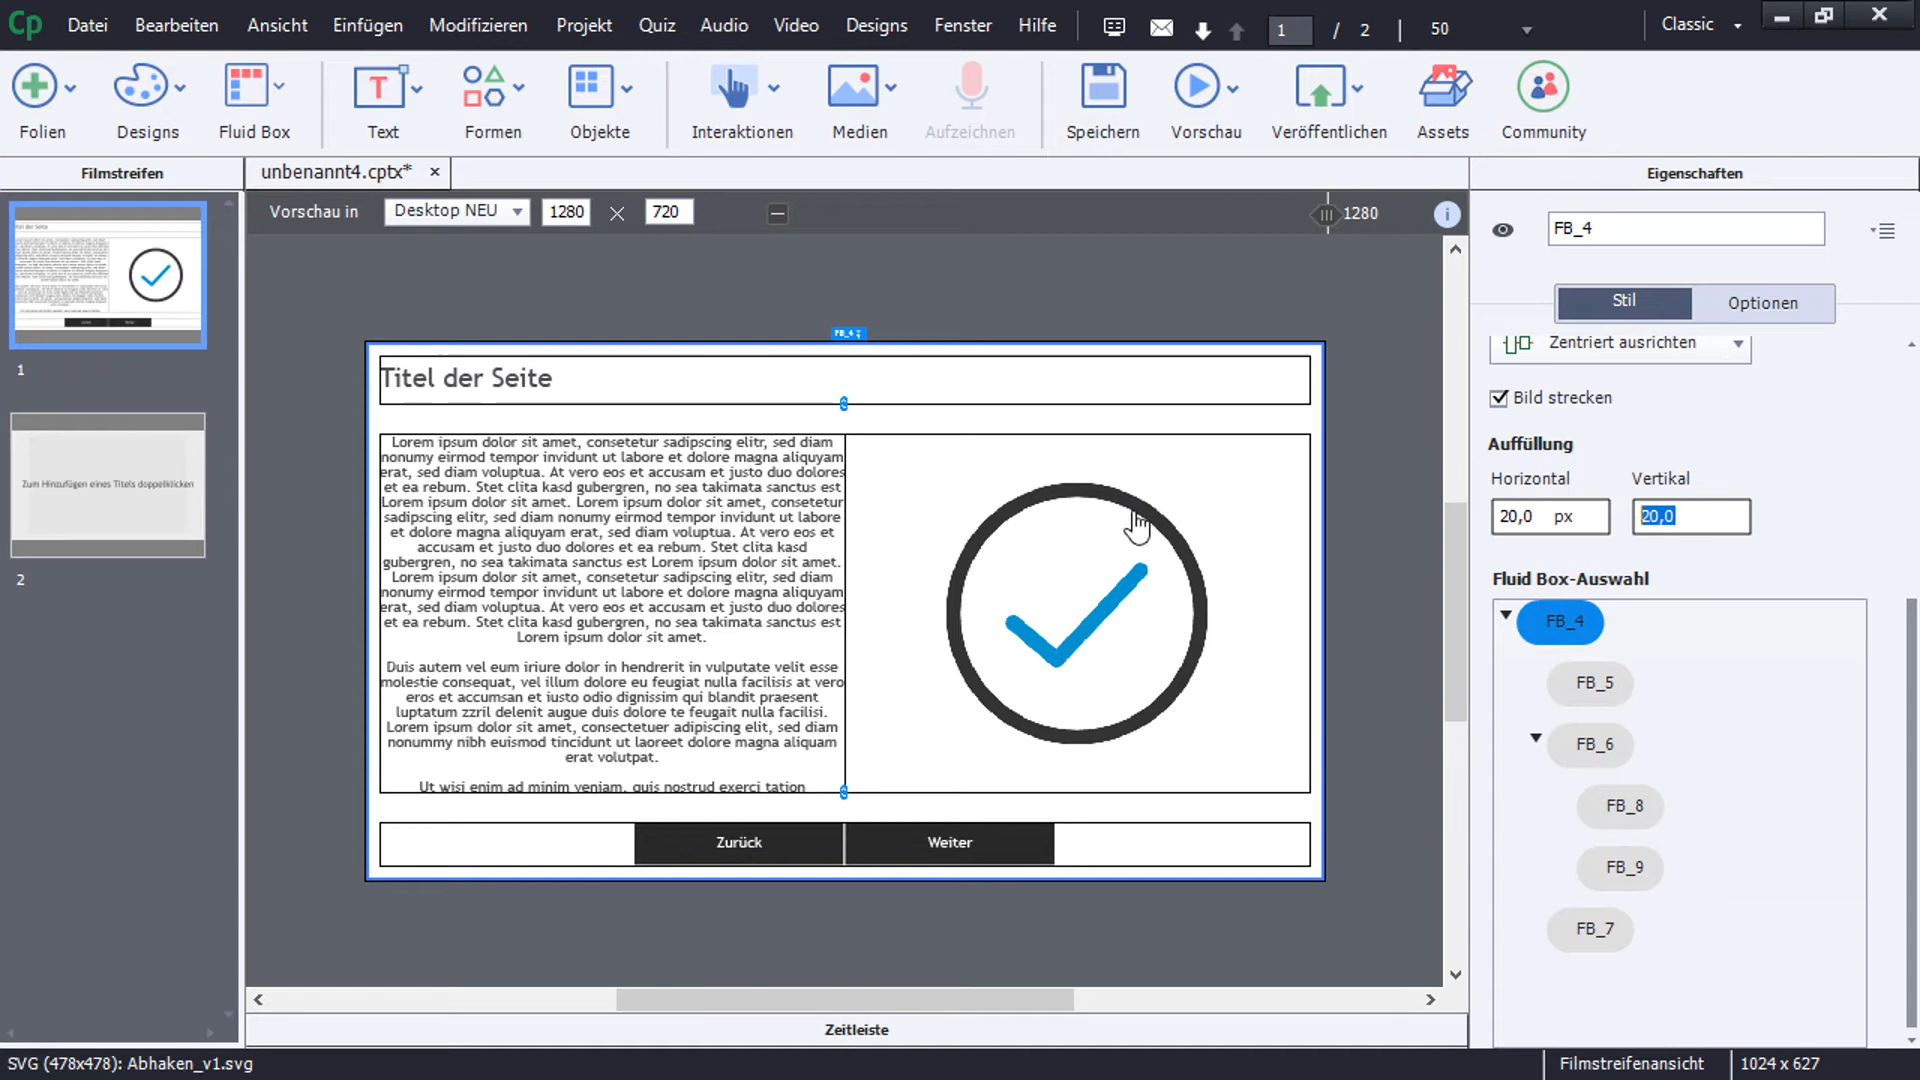 Cp Datei Bearbeiten Ansicht Einfügen Modifizieren Projekt Quiz Audio Video Designs Fenster Hilfe 1 / 2 50 Classic
Folien Designs Fluid Box Text Formen Objekte Interaktionen Medien Aufzeichnen Speichern Vorschau Veröffentlichen Assets Community
Filmstreifen
unbenannt4.cptx* ×
Eigenschaften
Vorschau in Desktop NEU 1280 720 1280
1
Zum Hinzufügen eines Titels doppelklicken
2
FB_4
Titel der Seite
Lorem ipsum dolor sit amet, consetetur sadipscing elitr, sed diam
nonumy eirmod tempor invidunt ut labore et dolore magna aliquyam
erat, sed diam voluptua. At vero eos et accusam et justo duo dolores
et ea rebum. Stet clita kasd gubergren, no sea takimata sanctus est
Lorem ipsum dolor sit amet. Lorem ipsum dolor sit amet, consetetur
sadipscing elitr, sed diam nonumy eirmod tempor invidunt ut labore
et dolore magna aliquyam erat, sed diam voluptua. At vero eos et
accusam et justo duo dolores et ea rebum. Stet clita kasd
gubergren, no sea takimata sanctus est Lorem ipsum dolor sit amet.
Lorem ipsum dolor sit amet, consetetur sadipscing elitr, sed diam
nonumy eirmod tempor invidunt ut labore et dolore magna aliquyam
erat, sed diam voluptua. At vero eos et accusam et justo duo dolores
et ea rebum. Stet clita kasd gubergren, no sea takimata sanctus est
Lorem ipsum dolor sit amet.
Duis autem vel eum iriure dolor in hendrerit in vulputate velit esse
molestie consequat, vel illum dolore eu feugiat nulla facilisis at vero
eros et accumsan et iusto odio dignissim qui blandit praesent
luptatum zzril delenit augue duis dolore te feugait nulla facilisi.
Lorem ipsum dolor sit amet, consectetuer adipiscing elit, sed diam
nonummy nibh euismod tincidunt ut laoreet dolore magna aliquam
erat volutpat.
Ut wisi enim ad minim veniam, quis nostrud exerci tation
Zurück Weiter
FB_4
Stil Optionen
Zentriert ausrichten
Bild strecken
Auffüllung
Horizontal Vertikal
20,0 px 20,0
Fluid Box-Auswahl
FB_4
FB_5
FB_6
FB_8
FB_9
FB_7
Zeitleiste
SVG (478x478): Abhaken_v1.svg Filmstreifenansicht 1024 x 627